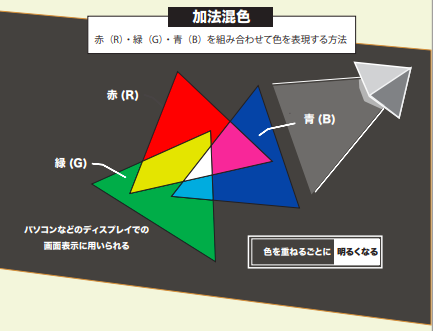 加法混色
赤（R）・緑（G）・青（B）を組み合わせて色を表現する方法
赤 (R)
青 (B)
緑 (G)
パソコンなどのディスプレイでの
画面表示に用いられる
色を重ねるごとに 明るくなる